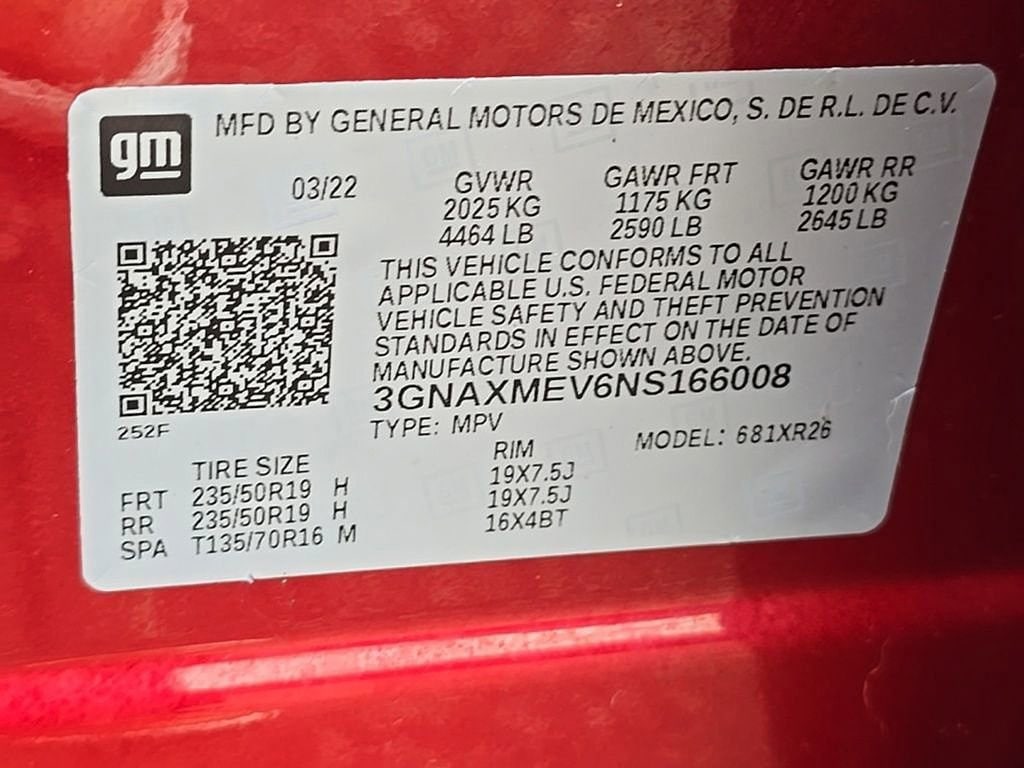 gm
MFD BY GENERAL MOTORS DE MEXICO, S. DE R.L. DE C.V.
03/22 GVWR GAWR FRT GAWR RR
2025 KG 1175 KG 1200 KG
4464 LB 2590 LB 2645 LB
THIS VEHICLE CONFORMS TO ALL
APPLICABLE U.S. FEDERAL MOTOR
VEHICLE SAFETY AND THEFT PREVENTION
STANDARDS IN EFFECT ON THE DATE OF
MANUFACTURE SHOWN ABOVE.
3GNAXMEV6NS166008
252F
TYPE: MPV MODEL: 681XR26
TIRE SIZE RIM
FRT 235/50R19 H 19X7.5J
RR 235/50R19 H 19X7.5J
SPA T135/70R16 M 16X4BT